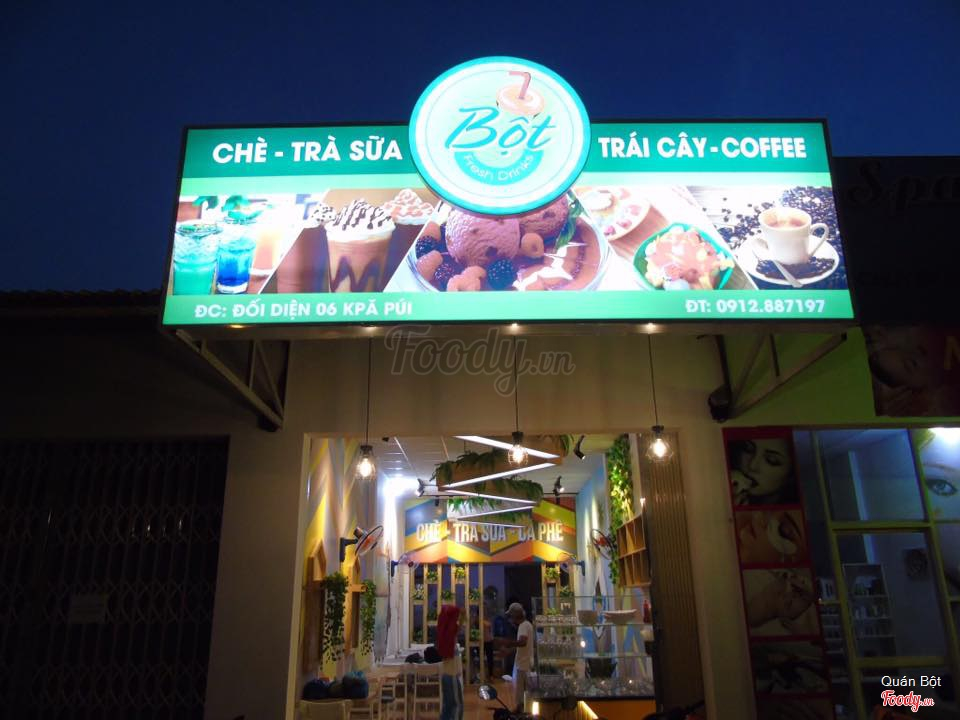 Bột
Fresh Drinks
CHÈ - TRÀ SỮA
TRÁI CÂY - COFFEE
ĐC: ĐỐI DIỆN 06 KPĂ PÚI
ĐT: 0912.887197
Foody.vn
CHÈ - TRÀ SỮA - CÀ PHÊ
Quán Bột
Foody.vn